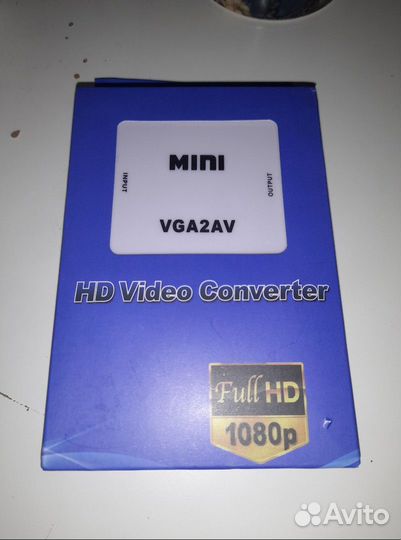 MINI
INPUT
OUTPUT
VGA2AV
HD Video Converter
Full HD
1080p
Avito